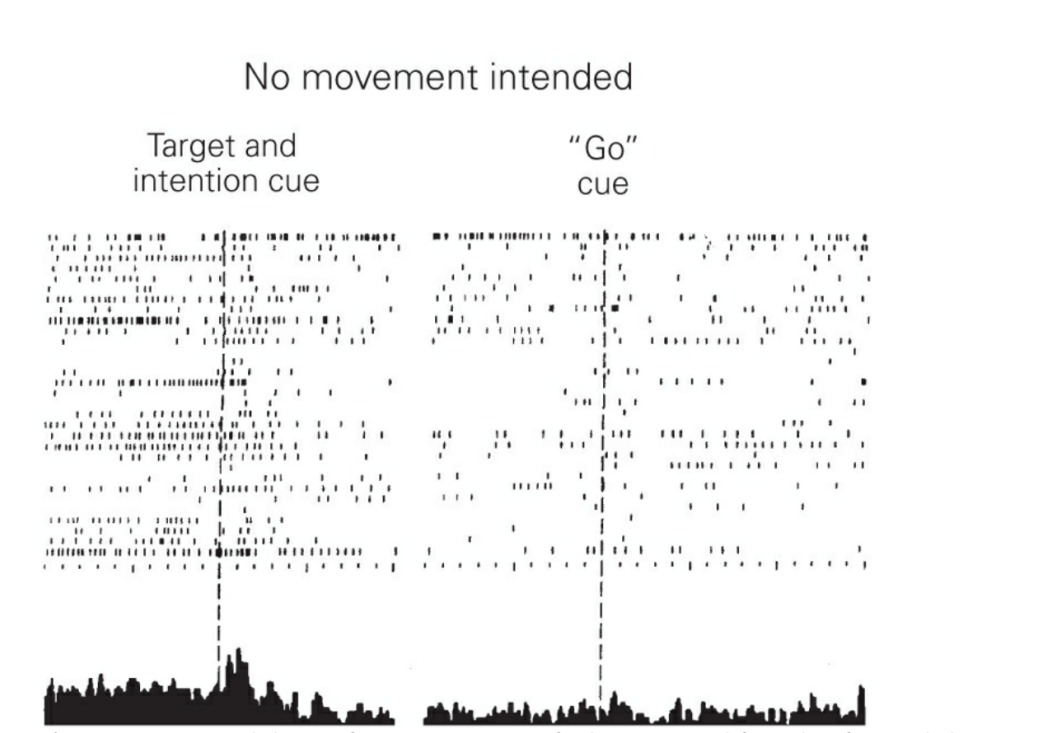 No movement intended
Target and
intention cue
“Go”
cue